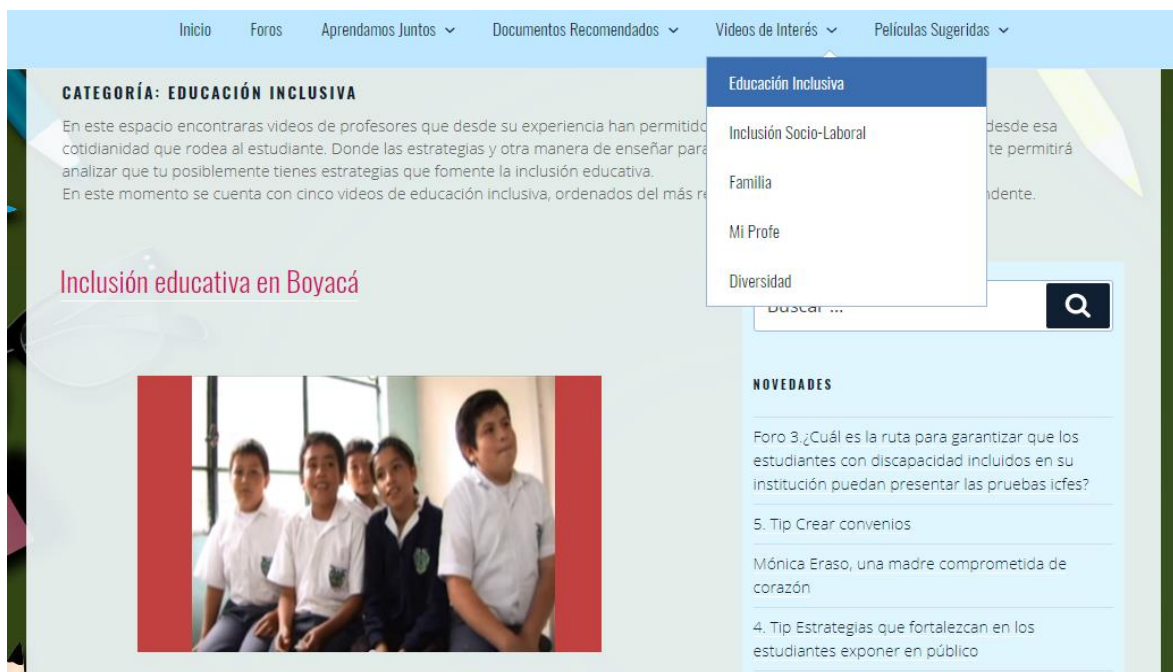 Inicio Foros Aprendamos Juntos Documentos Recomendados Videos de Interés Películas Sugeridas
CATEGORÍA: EDUCACIÓN INCLUSIVA
En este espacio encontraras videos de profesores que desde su experiencia han permitido desde esa
cotidianidad que rodea al estudiante. Donde las estrategias y otra manera de enseñar para te permitirá
analizar que tu posiblemente tienes estrategias que fomente la inclusión educativa.
En este momento se cuenta con cinco videos de educación inclusiva, ordenados del más
Educación Inclusiva
Inclusión Socio-Laboral
Familia
Mi Profe
Diversidad
Inclusión educativa en Boyacá
Buscar ...
NOVEDADES
Foro 3.¿Cuál es la ruta para garantizar que los
estudiantes con discapacidad incluidos en su
institución puedan presentar las pruebas icfes?
5. Tip Crear convenios
Mónica Eraso, una madre comprometida de
corazón
4. Tip Estrategias que fortalezcan en los
estudiantes exponer en público